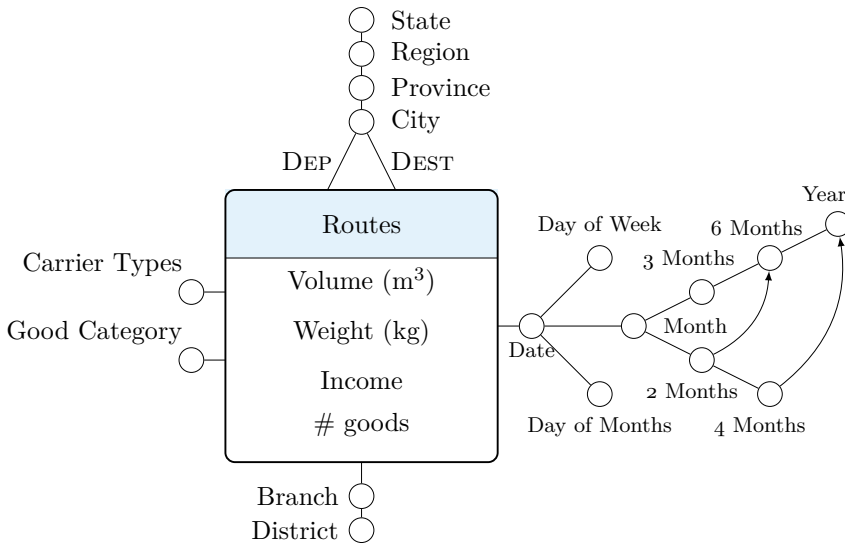 State
Region
Province
City
DEP DEST
Routes
Volume (m³)
Weight (kg)
Income
# goods
Carrier Types
Good Category
Branch
District
Date
Day of Week
Day of Months
Month
3 Months
6 Months
Year
2 Months
4 Months